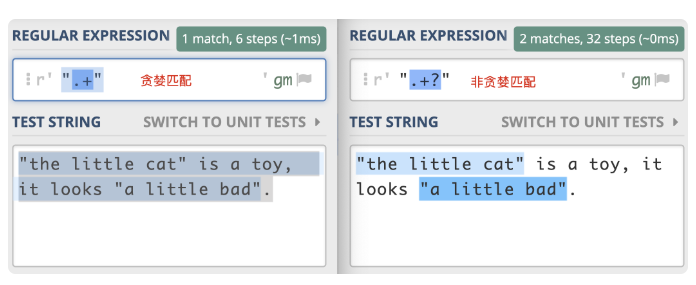 REGULAR EXPRESSION 1 match, 6 steps (~1ms)
r' ".+" 贪婪匹配 ' gm
TEST STRING SWITCH TO UNIT TESTS
"the little cat" is a toy,
it looks "a little bad".
REGULAR EXPRESSION 2 matches, 32 steps (~0ms)
r' ".+?" 非贪婪匹配 ' gm
TEST STRING SWITCH TO UNIT TESTS
"the little cat" is a toy, it
looks "a little bad".